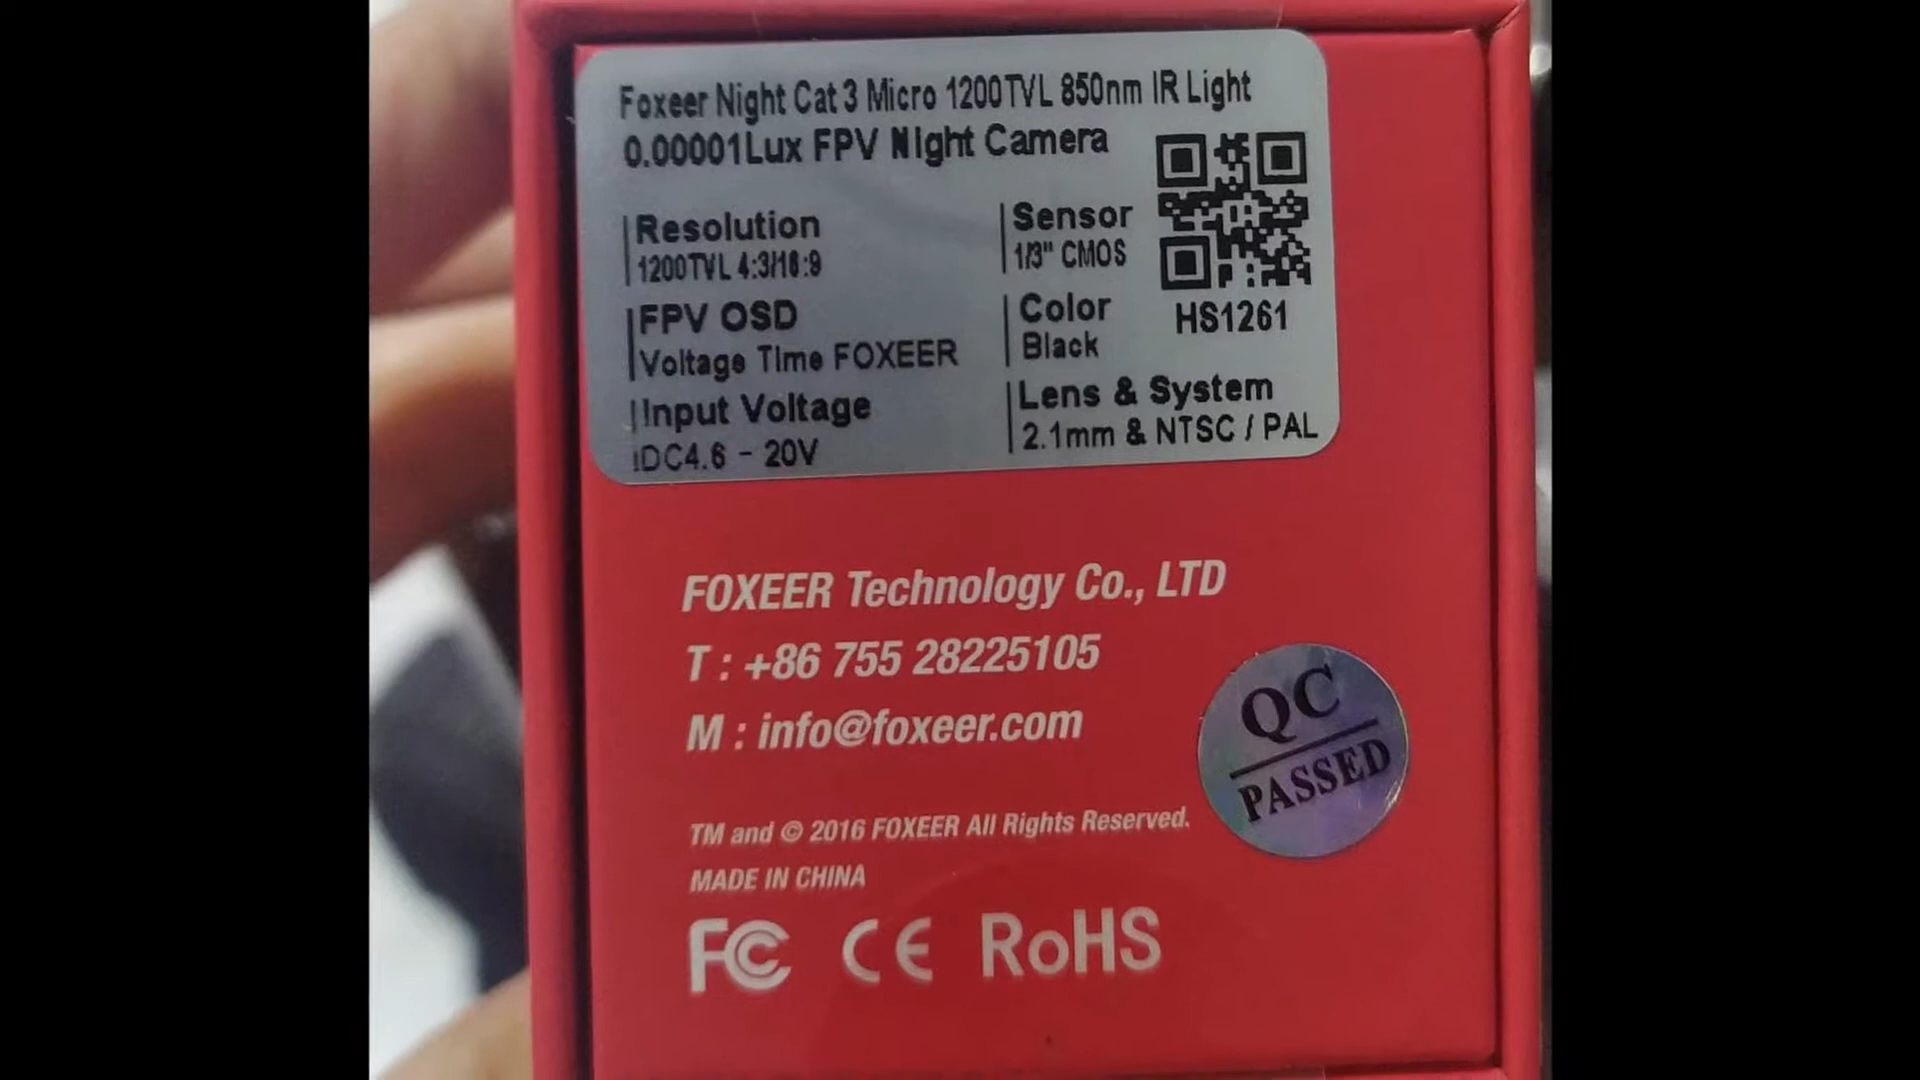 Foxeer Night Cat 3 Micro 1200TVL 850nm IR Light
0.00001Lux FPV NIght Camera
Resolution
1200TVL 4:3/16:9
Sensor
1/3" CMOS
FPV OSD
Voltage TIme FOXEER
Color
Black
HS1261
Input Voltage
DC4.6 - 20V
Lens & System
2.1mm & NTSC / PAL
FOXEER Technology Co., LTD
T : +86 755 28225105
M : info@foxeer.com
QC
PASSED
TM and © 2016 FOXEER All Rights Reserved.
MADE IN CHINA
FC CE RoHS